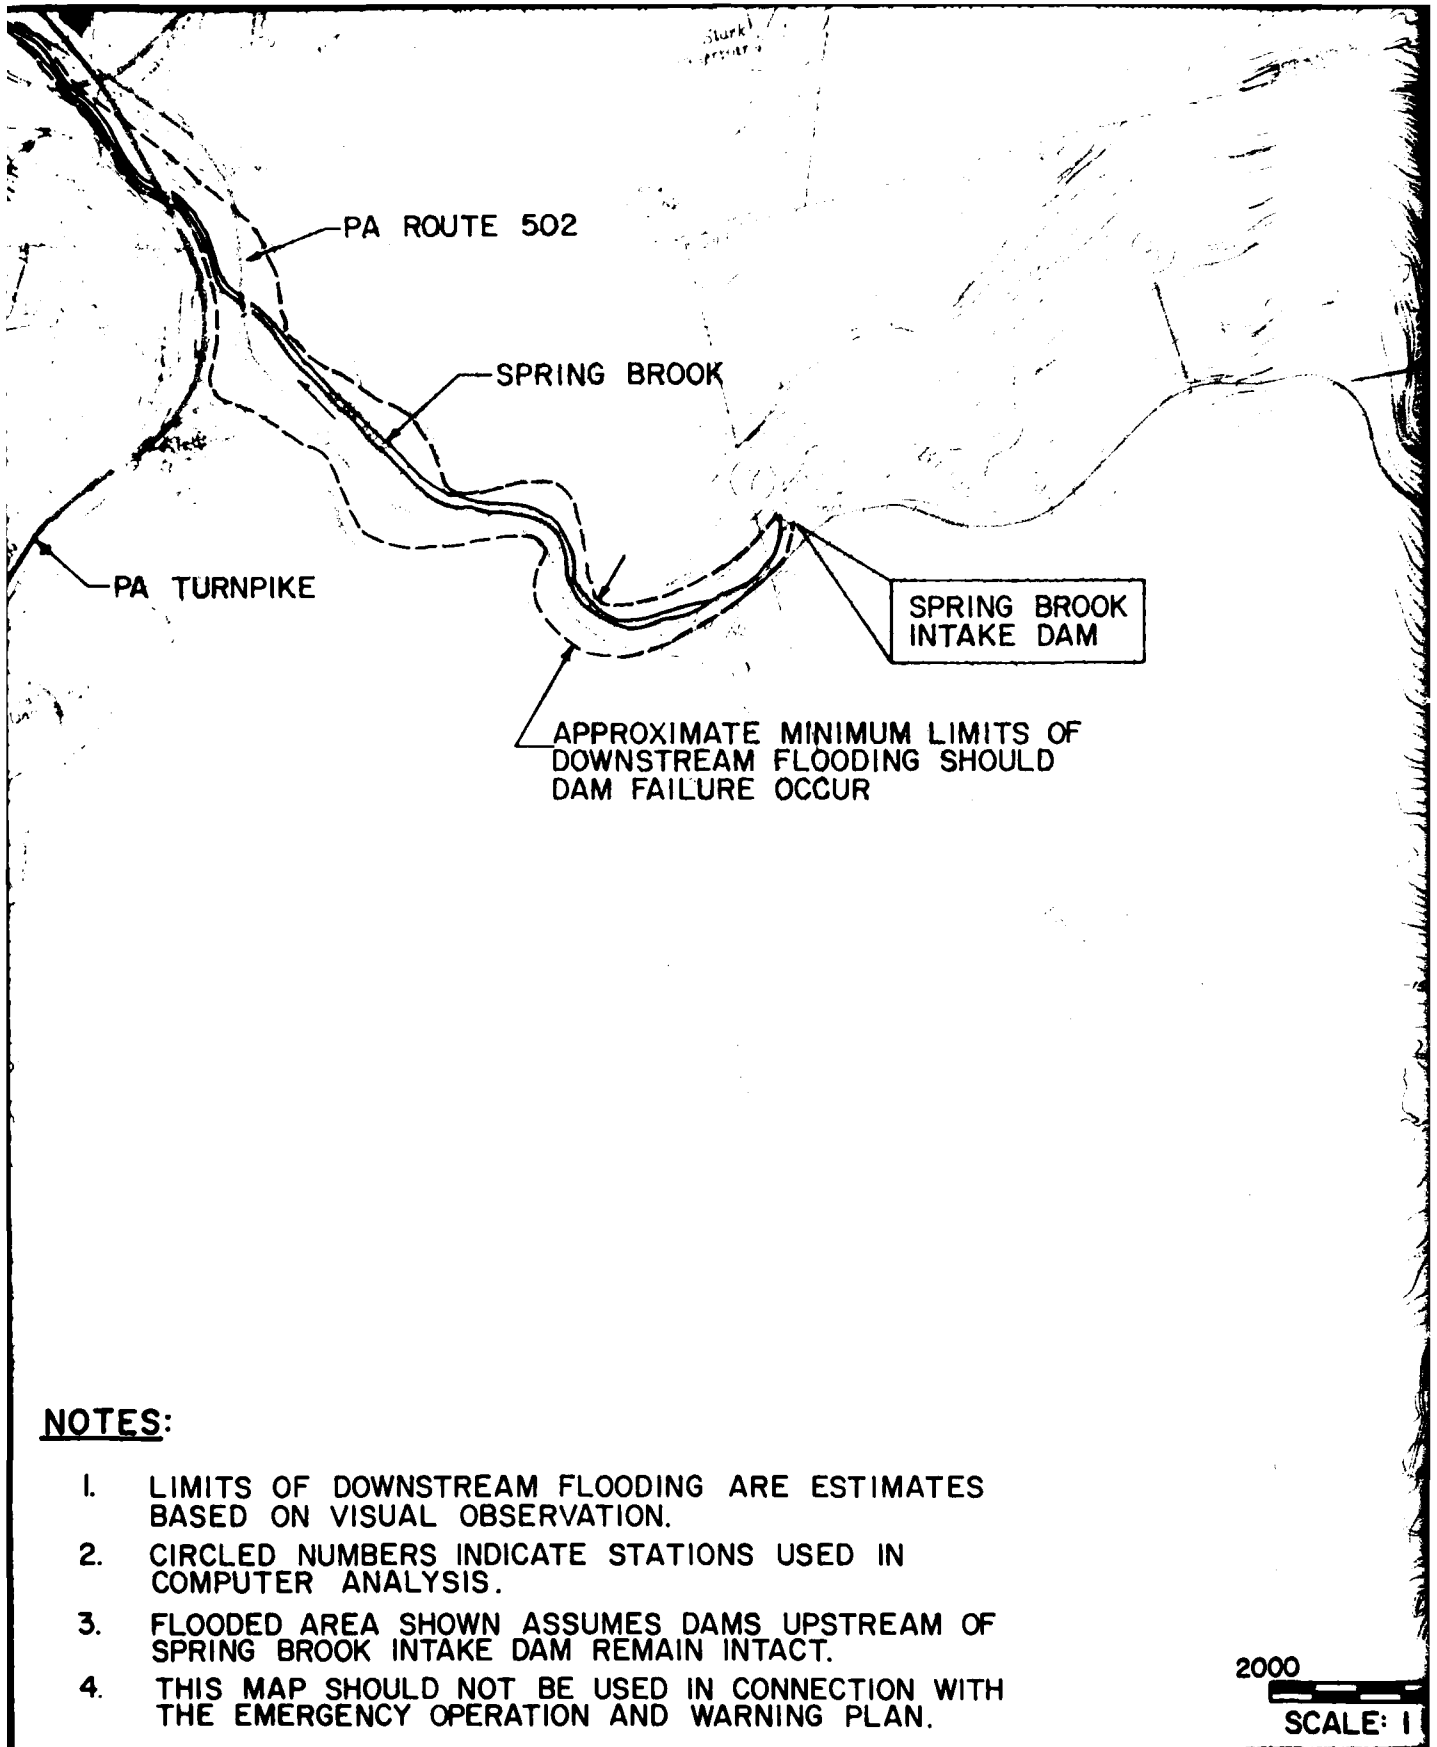 PA ROUTE 502
SPRING BROOK
PA TURNPIKE
SPRING BROOK
INTAKE DAM
APPROXIMATE MINIMUM LIMITS OF
DOWNSTREAM FLOODING SHOULD
DAM FAILURE OCCUR
NOTES:
1. LIMITS OF DOWNSTREAM FLOODING ARE ESTIMATES
BASED ON VISUAL OBSERVATION.
2. CIRCLED NUMBERS INDICATE STATIONS USED IN
COMPUTER ANALYSIS.
3. FLOODED AREA SHOWN ASSUMES DAMS UPSTREAM OF
SPRING BROOK INTAKE DAM REMAIN INTACT.
4. THIS MAP SHOULD NOT BE USED IN CONNECTION WITH
THE EMERGENCY OPERATION AND WARNING PLAN.
2000
SCALE: 1